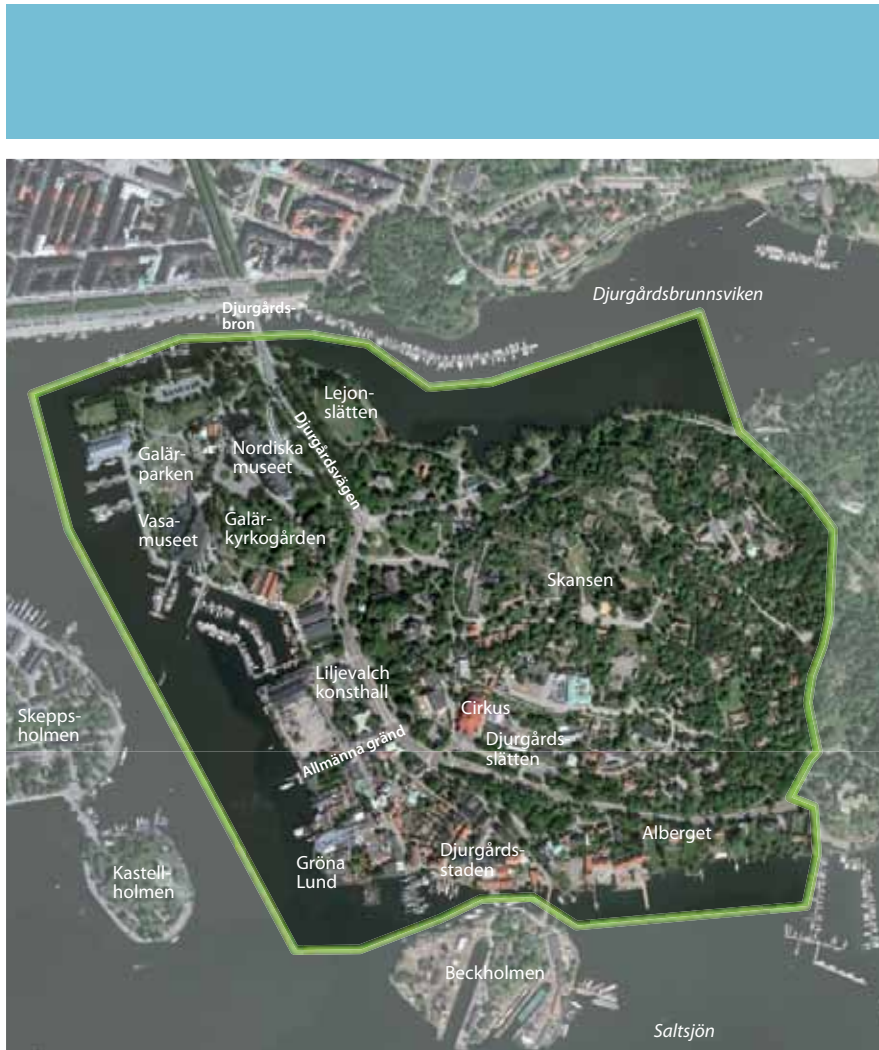 Djurgårdsbrunnsviken
Djurgårds-
bron
Lejon-
slätten
Djurgårdsvägen
Nordiska
museet
Galär-
parken
Vasa-
museet
Galär-
kyrkogården
Skansen
Liljevalch
konsthall
Cirkus
Skepps-
holmen
Djurgårds
slätten
Allmänna gränd
Alberget
Djurgårds-
staden
Gröna
Lund
Kastell-
holmen
Beckholmen
Saltsjön